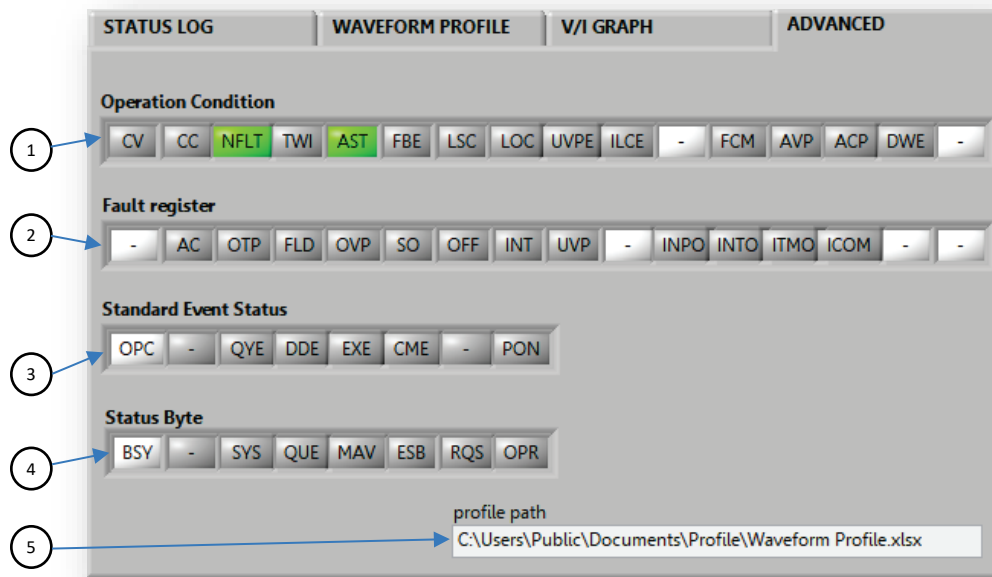 STATUS LOG WAVEFORM PROFILE V/I GRAPH ADVANCED
Operation Condition
1 CV CC NFLT TWI AST FBE LSC LOC UVPE ILCE - FCM AVP ACP DWE -
Fault register
2 - AC OTP FLD OVP SO OFF INT UVP - INPO INTO ITMO ICOM - -
Standard Event Status
3 OPC - QYE DDE EXE CME - PON
Status Byte
4 BSY - SYS QUE MAV ESB RQS OPR
profile path
5 C:\Users\Public\Documents\Profile\Waveform Profile.xlsx